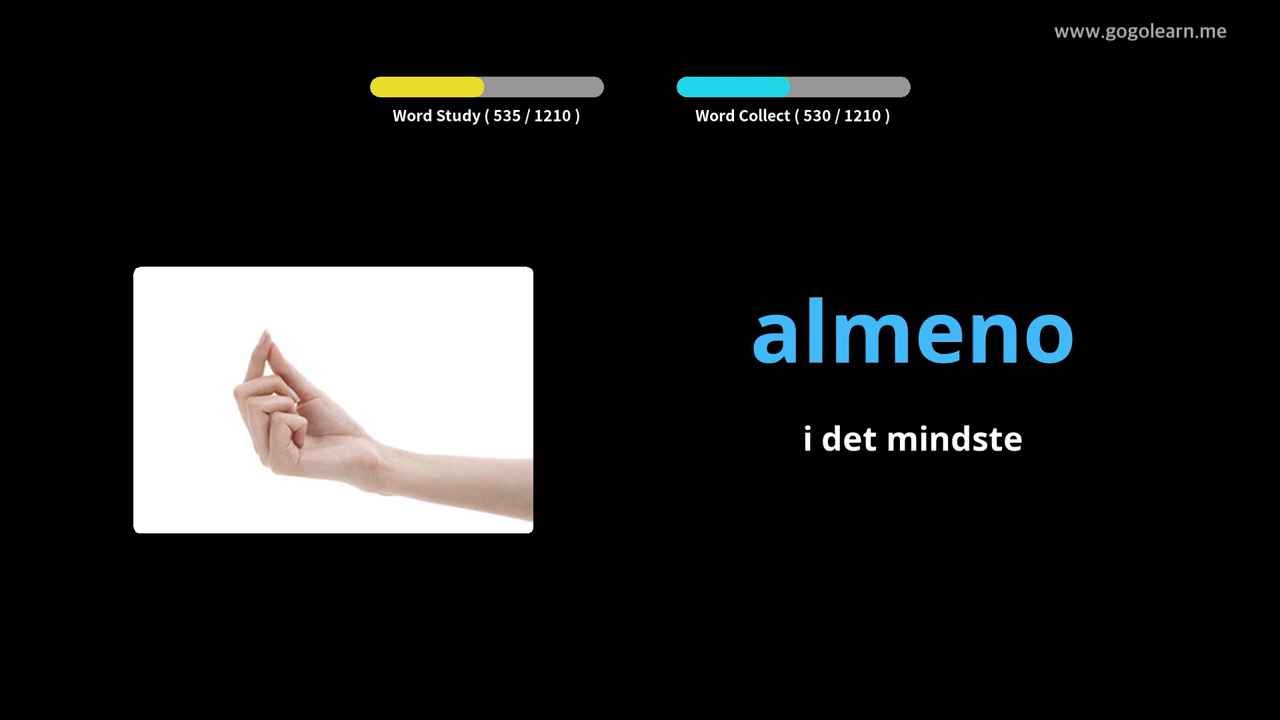 www.gogolearn.me
Word Study ( 535 / 1210 )
Word Collect ( 530 / 1210 )
almeno
i det mindste